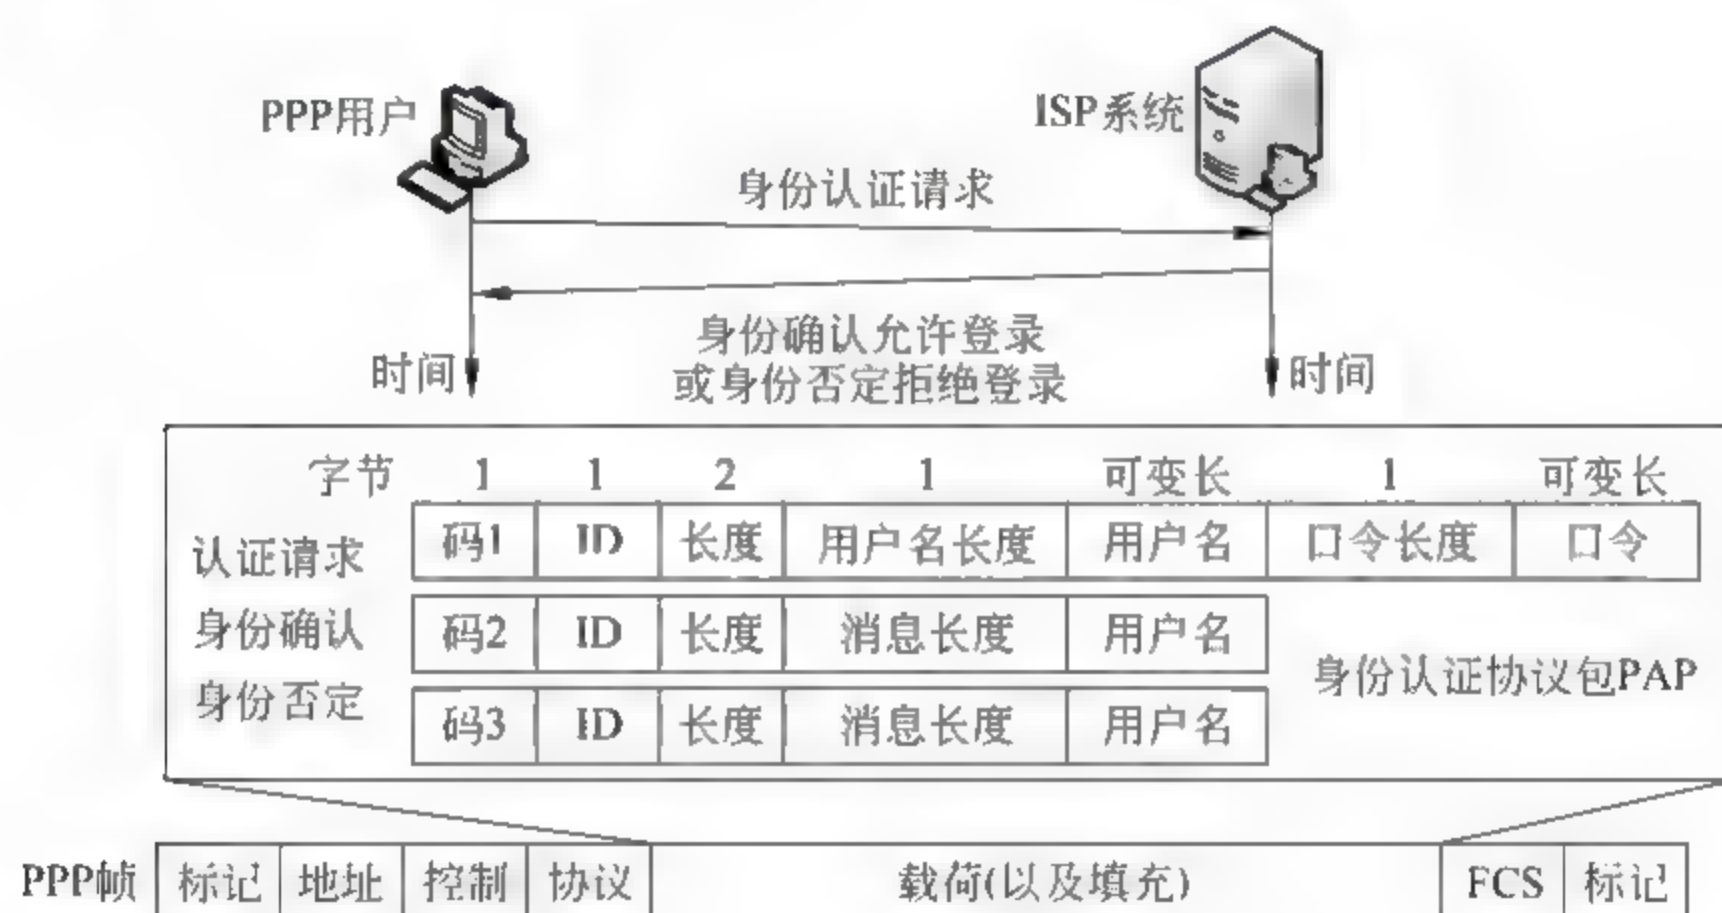 PPP用户
ISP系统
身份认证请求
身份确认允许登录
或身份否定拒绝登录
时间
时间
字节 1 1 2 1 可变长 1 可变长
认证请求 码1 ID 长度 用户名长度 用户名 口令长度 口令
身份确认 码2 ID 长度 消息长度 用户名
身份认证协议包PAP
身份否定 码3 ID 长度 消息长度 用户名
PPP帧 标记 地址 控制 协议 载荷(以及填充) FCS 标记